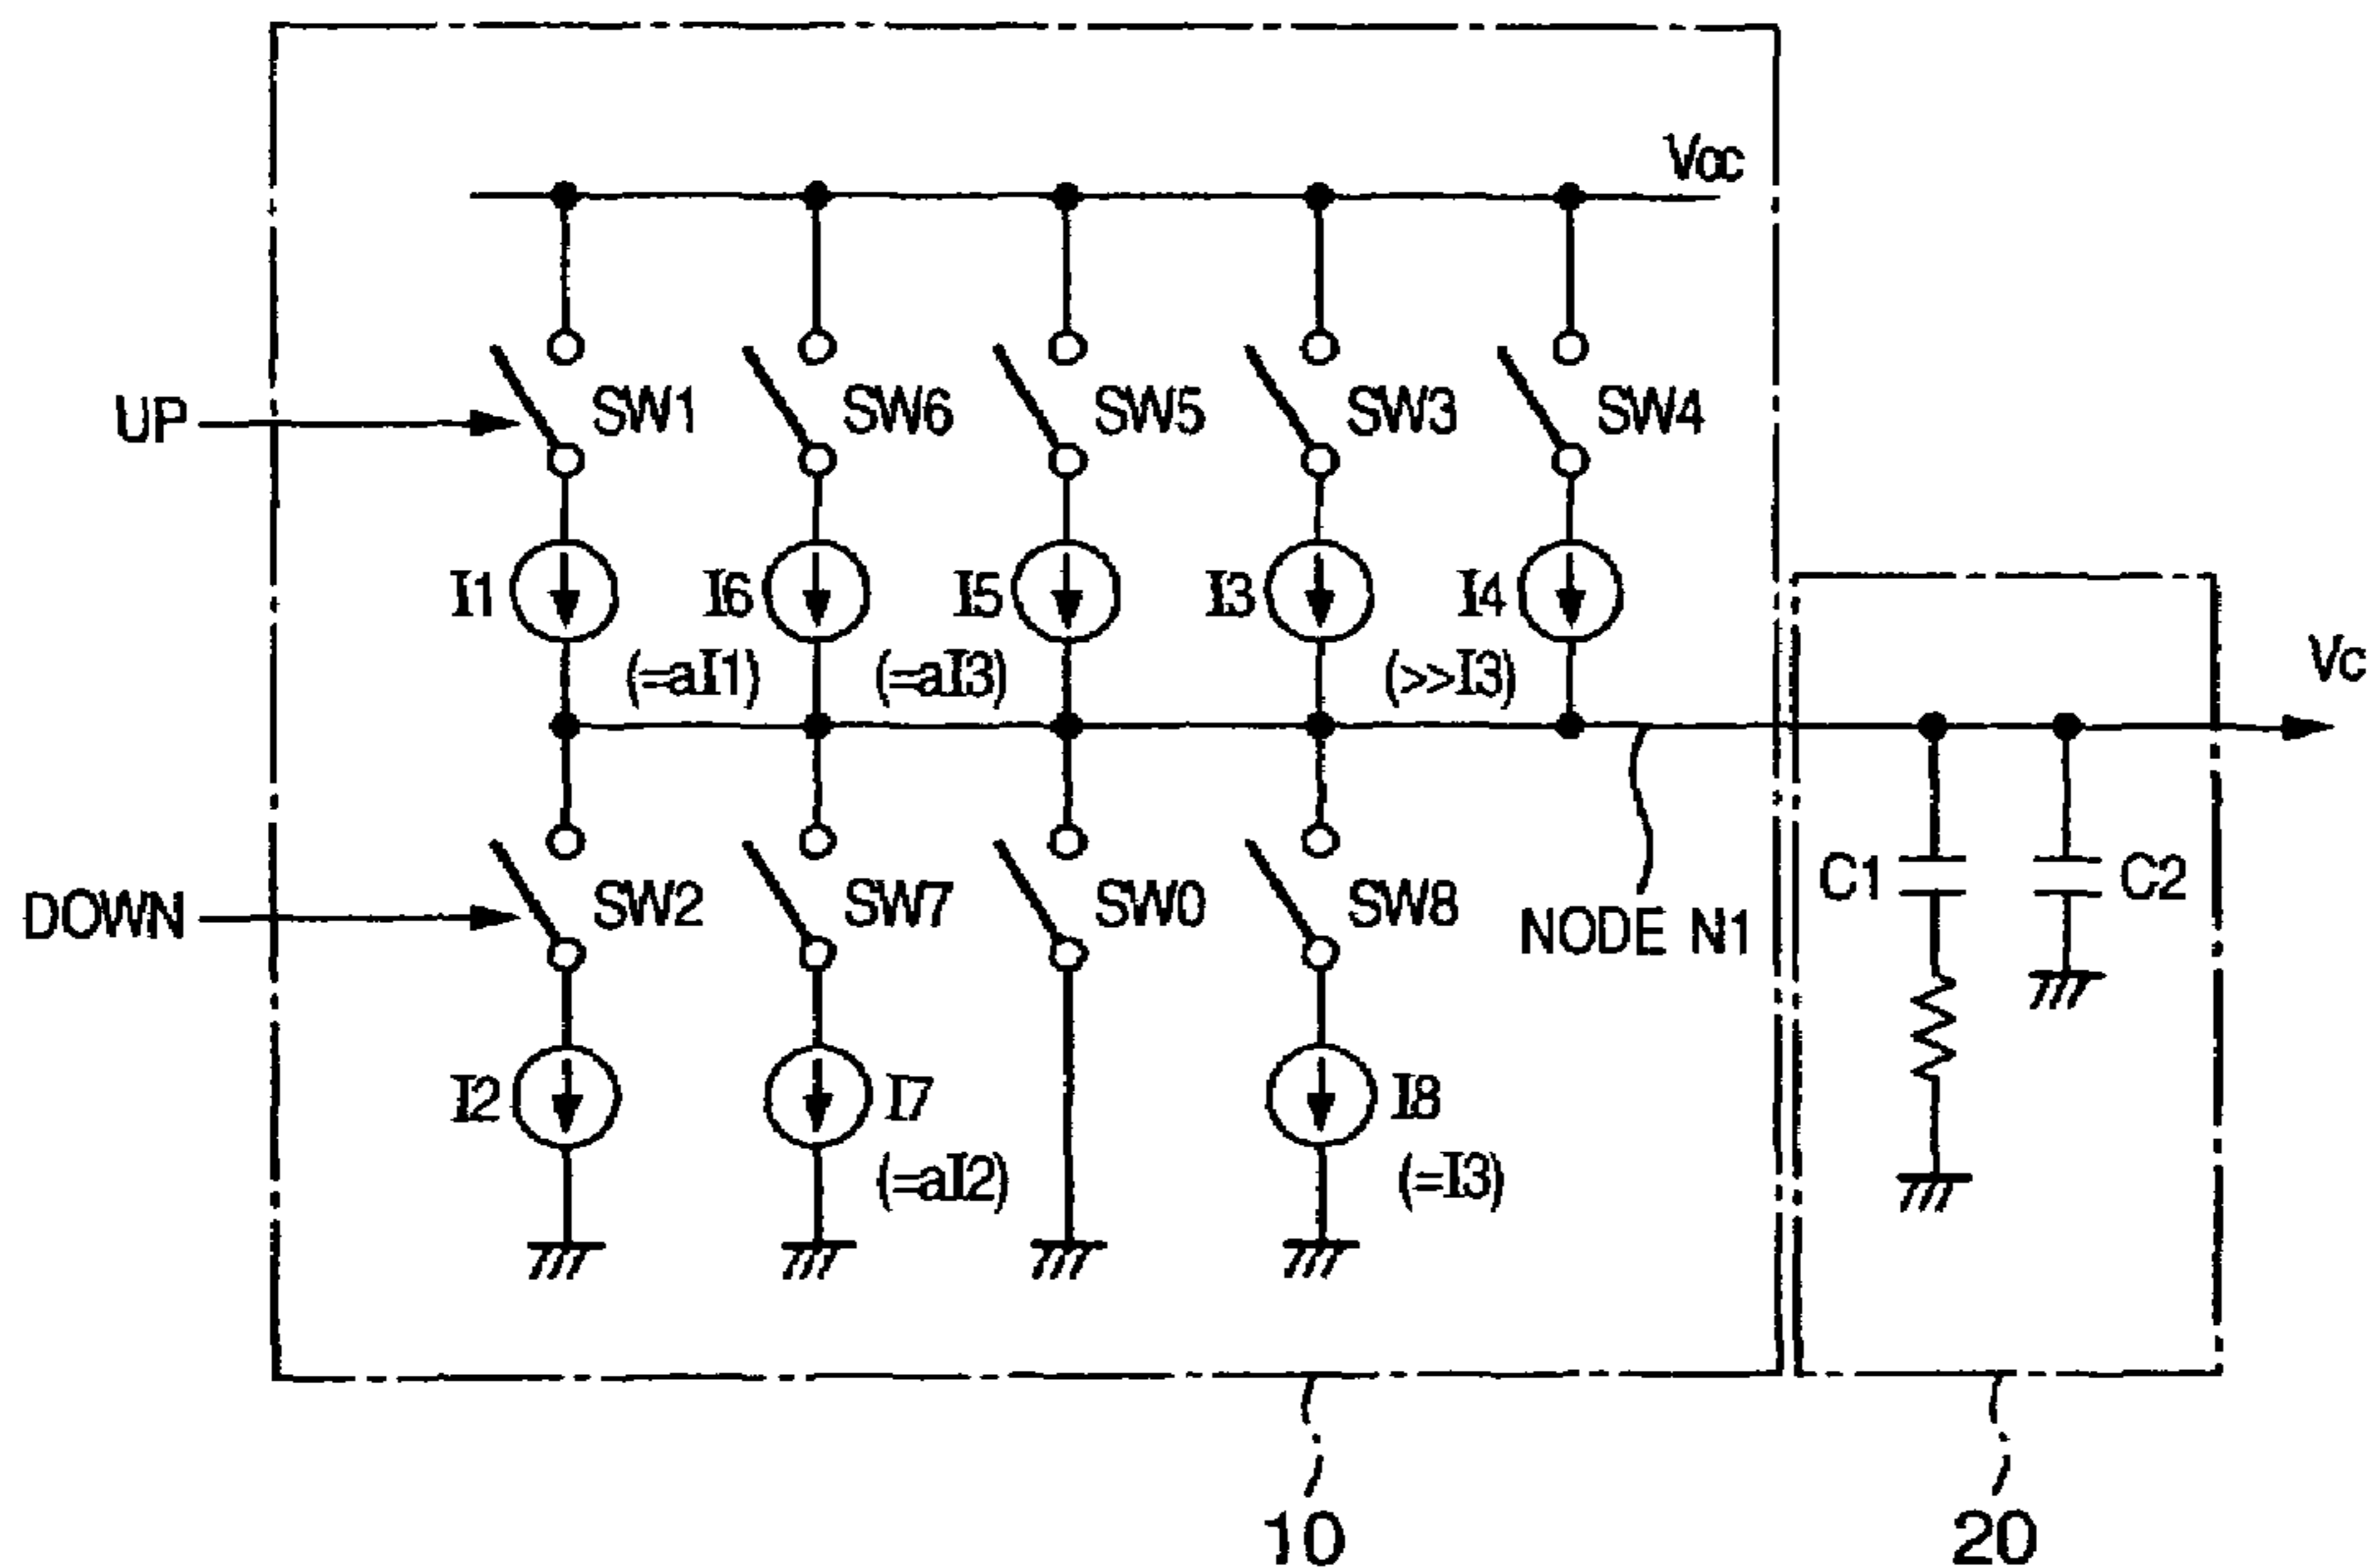 Vcc
UP
SW1
SW6
SW5
SW3
SW4
I1
I6
I5
I3
I4
(=aI1)
(=aI3)
(>>I3)
Vc
DOWN
SW2
SW7
SW0
SW8
NODE N1
C1
C2
I2
I7
I8
(=aI2)
(=I3)
10
20